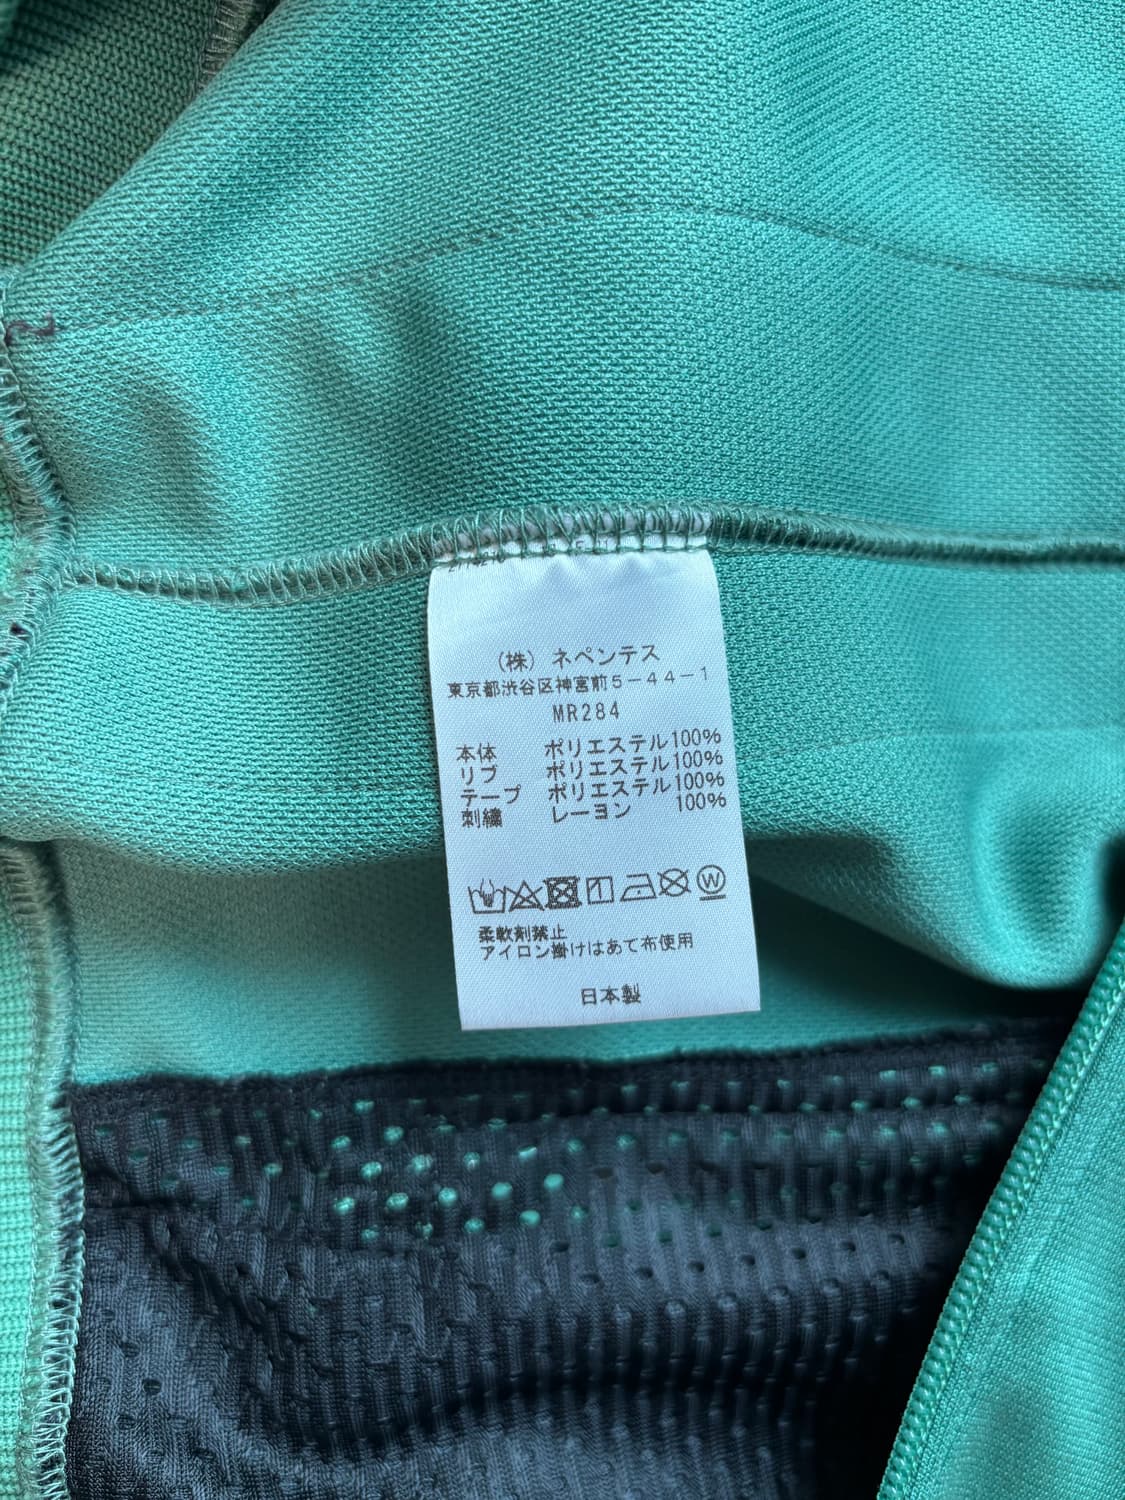 (株) ネペンテス
東京都渋谷区神宮前5-44-1
MR284
本体 ポリエステル100%
リブ ポリエステル100%
テープ ポリエステル100%
刺繍 レーヨン 100%
W
柔軟剤禁止
アイロン掛けはあて布使用
日本製